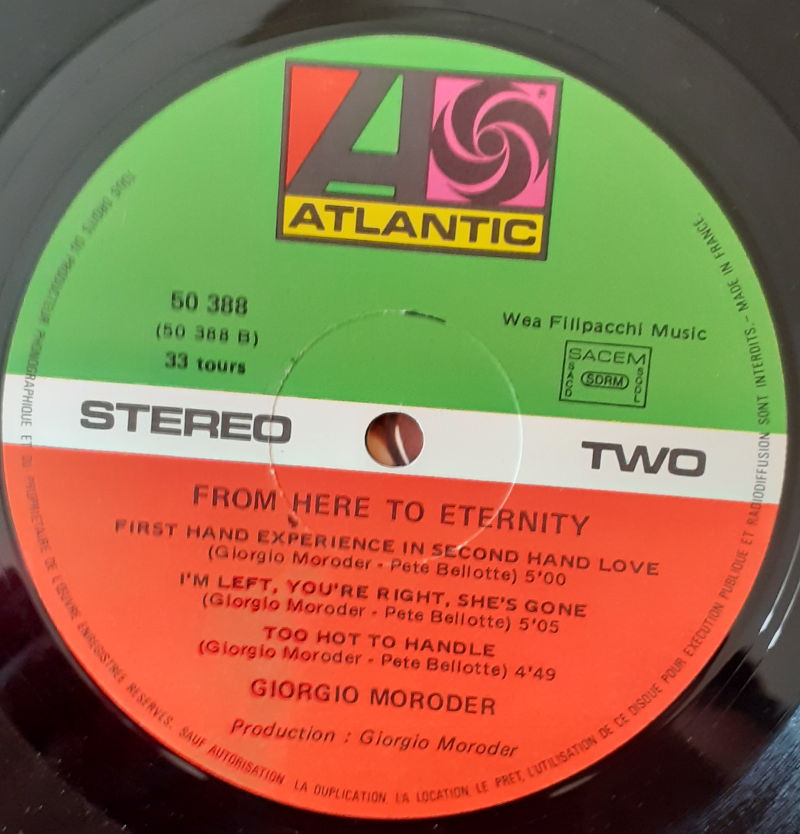 ATLANTIC
50 388
(50 388 B)
33 tours
Wea Filipacchi Music
SACEM
SACD
SDRM
SGDL
STEREO
TWO
FROM HERE TO ETERNITY
FIRST HAND EXPERIENCE IN SECOND HAND LOVE
(Giorgio Moroder - Pete Bellotte) 5'00
I'M LEFT, YOU'RE RIGHT, SHE'S GONE
(Giorgio Moroder - Pete Bellotte) 5'05
TOO HOT TO HANDLE
(Giorgio Moroder - Pete Bellotte) 4'49
GIORGIO MORODER
Production : Giorgio Moroder
TOUS DROITS DU PRODUCTEUR PHONOGRAPHIQUE ET DU PROPRIETAIRE DE L'ŒUVRE ENREGISTREE RESERVES. SAUF AUTORISATION LA DUPLICATION, LA LOCATION, LE PRET, L'UTILISATION DE CE DISQUE POUR EXECUTION PUBLIQUE ET RADIODIFFUSION SONT INTERDITS. - MADE IN FRANCE.